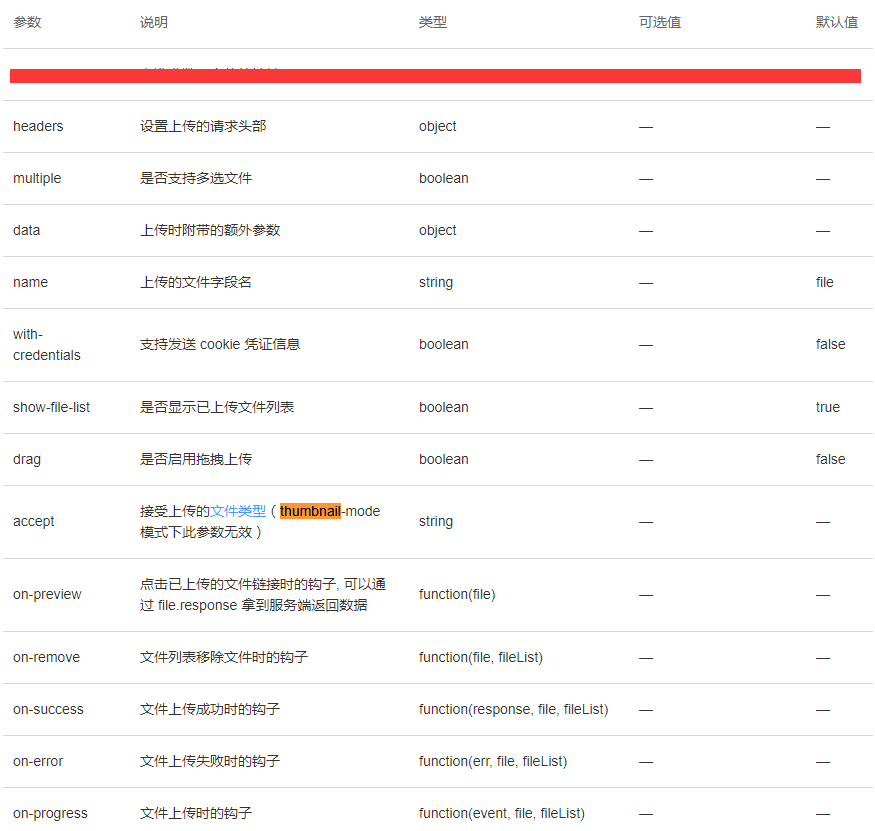 参数 说明 类型 可选值 默认值
headers 设置上传的请求头部 object — —
multiple 是否支持多选文件 boolean — —
data 上传时附带的额外参数 object — —
name 上传的文件字段名 string — file
with-
credentials 支持发送 cookie 凭证信息 boolean — false
show-file-list 是否显示已上传文件列表 boolean — true
drag 是否启用拖拽上传 boolean — false
accept 接受上传的文件类型（thumbnail-mode string — —
模式下此参数无效）
on-preview 点击已上传的文件链接时的钩子, 可以通 function(file) — —
过 file.response 拿到服务端返回数据
on-remove 文件列表移除文件时的钩子 function(file, fileList) — —
on-success 文件上传成功时的钩子 function(response, file, fileList) — —
on-error 文件上传失败时的钩子 function(err, file, fileList) — —
on-progress 文件上传时的钩子 function(event, file, fileList) — —